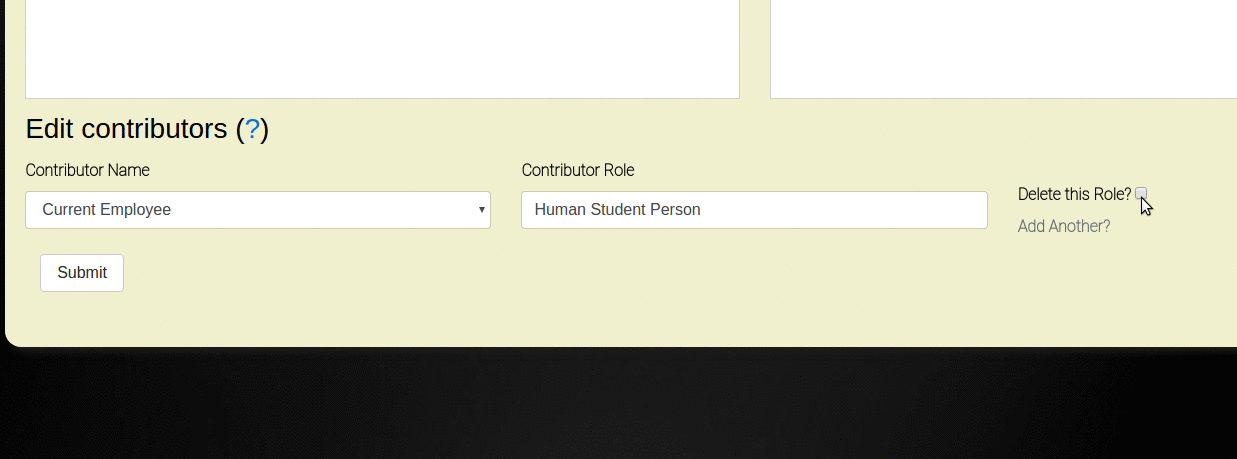 Edit contributors (?)
Contributor Name
Contributor Role
Current Employee
Human Student Person
Delete this Role?
Add Another?
Submit